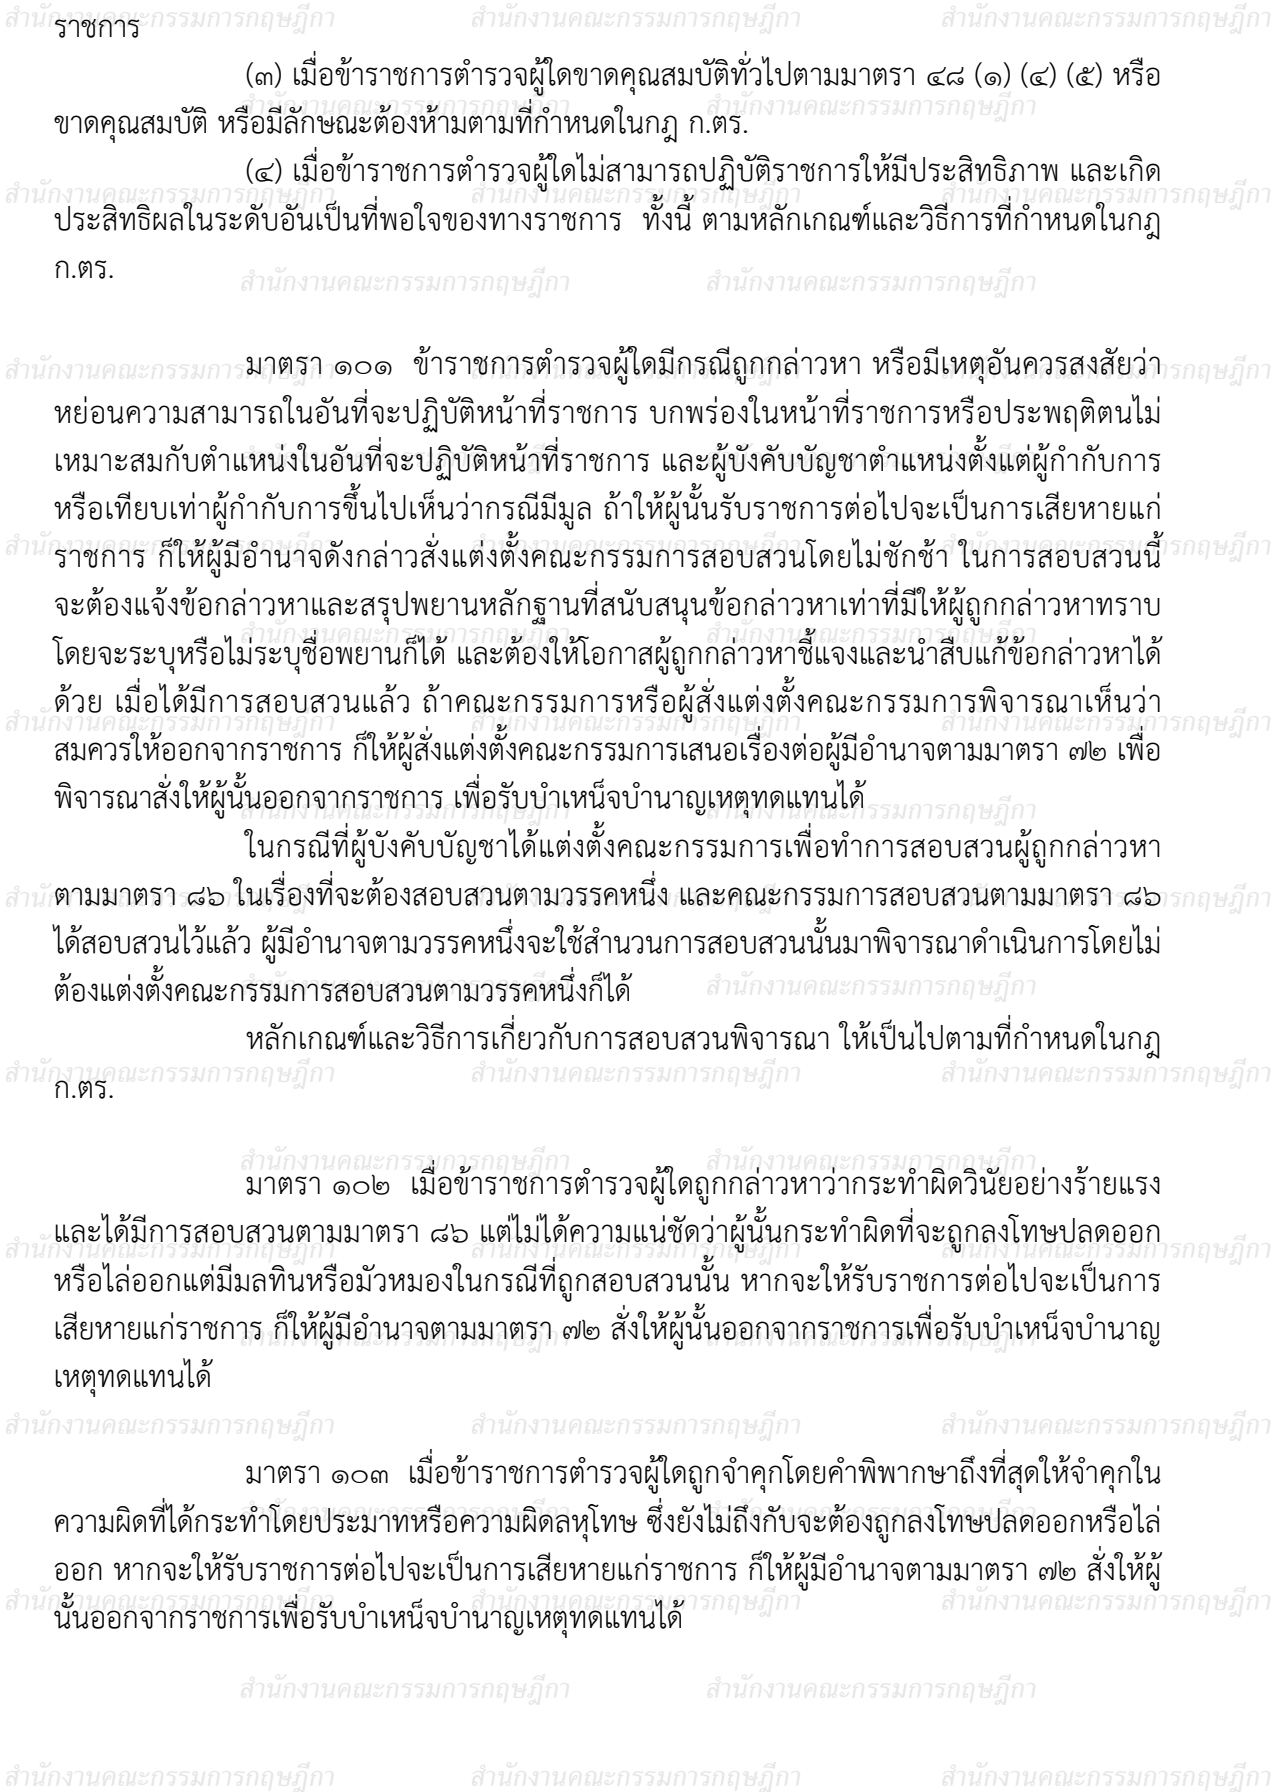 ราชการ
(๓) เมื่อข้าราชการตำรวจผู้ใดขาดคุณสมบัติทั่วไปตามมาตรา ๔๘ (๑) (๔) (๕) หรือ
ขาดคุณสมบัติ หรือมีลักษณะต้องห้ามตามที่กำหนดในกฎ ก.ตร.
(๔) เมื่อข้าราชการตำรวจผู้ใดไม่สามารถปฏิบัติราชการให้มีประสิทธิภาพ และเกิด
ประสิทธิผลในระดับอันเป็นที่พอใจของทางราชการ ทั้งนี้ ตามหลักเกณฑ์และวิธีการที่กำหนดในกฎ
ก.ตร.
มาตรา ๑๐๑ ข้าราชการตำรวจผู้ใดมีกรณีถูกกล่าวหา หรือมีเหตุอันควรสงสัยว่า
หย่อนความสามารถในอันที่จะปฏิบัติหน้าที่ราชการ บกพร่องในหน้าที่ราชการหรือประพฤติตนไม่
เหมาะสมกับตำแหน่งในอันที่จะปฏิบัติหน้าที่ราชการ และผู้บังคับบัญชาตำแหน่งตั้งแต่ผู้กำกับการ
หรือเทียบเท่าผู้กำกับการขึ้นไปเห็นว่ากรณีมีมูล ถ้าให้ผู้นั้นรับราชการต่อไปจะเป็นการเสียหายแก่
ราชการ ก็ให้ผู้มีอำนาจดังกล่าวสั่งแต่งตั้งคณะกรรมการสอบสวนโดยไม่ชักช้า ในการสอบสวนนี้
จะต้องแจ้งข้อกล่าวหาและสรุปพยานหลักฐานที่สนับสนุนข้อกล่าวหาเท่าที่มีให้ผู้ถูกกล่าวหาทราบ
โดยจะระบุหรือไม่ระบุชื่อพยานก็ได้ และต้องให้โอกาสผู้ถูกกล่าวหาชี้แจงและนำสืบแก้ข้อกล่าวหาได้
ด้วย เมื่อได้มีการสอบสวนแล้ว ถ้าคณะกรรมการหรือผู้สั่งแต่งตั้งคณะกรรมการพิจารณาเห็นว่า
สมควรให้ออกจากราชการ ก็ให้ผู้สั่งแต่งตั้งคณะกรรมการเสนอเรื่องต่อผู้มีอำนาจตามมาตรา ๗๒ เพื่อ
พิจารณาสั่งให้ผู้นั้นออกจากราชการ เพื่อรับบำเหน็จบำนาญเหตุทดแทนได้
ในกรณีที่ผู้บังคับบัญชาได้แต่งตั้งคณะกรรมการเพื่อทำการสอบสวนผู้ถูกกล่าวหา
ตามมาตรา ๘๖ ในเรื่องที่จะต้องสอบสวนตามวรรคหนึ่ง และคณะกรรมการสอบสวนตามมาตรา ๘๖
ได้สอบสวนไว้แล้ว ผู้มีอำนาจตามวรรคหนึ่งจะใช้สำนวนการสอบสวนนั้นมาพิจารณาดำเนินการโดยไม่
ต้องแต่งตั้งคณะกรรมการสอบสวนตามวรรคหนึ่งก็ได้
หลักเกณฑ์และวิธีการเกี่ยวกับการสอบสวนพิจารณา ให้เป็นไปตามที่กำหนดในกฎ
ก.ตร.
มาตรา ๑๐๒ เมื่อข้าราชการตำรวจผู้ใดถูกกล่าวหาว่ากระทำผิดวินัยอย่างร้ายแรง
และได้มีการสอบสวนตามมาตรา ๘๖ แต่ไม่ได้ความแน่ชัดว่าผู้นั้นกระทำผิดที่จะถูกลงโทษปลดออก
หรือไล่ออกแต่มีมลทินหรือมัวหมองในกรณีที่ถูกสอบสวนนั้น หากจะให้รับราชการต่อไปจะเป็นการ
เสียหายแก่ราชการ ก็ให้ผู้มีอำนาจตามมาตรา ๗๒ สั่งให้ผู้นั้นออกจากราชการเพื่อรับบำเหน็จบำนาญ
เหตุทดแทนได้
มาตรา ๑๐๓ เมื่อข้าราชการตำรวจผู้ใดถูกจำคุกโดยคำพิพากษาถึงที่สุดให้จำคุกใน
ความผิดที่ได้กระทำโดยประมาทหรือความผิดลหุโทษ ซึ่งยังไม่ถึงกับจะต้องถูกลงโทษปลดออกหรือไล่
ออก หากจะให้รับราชการต่อไปจะเป็นการเสียหายแก่ราชการ ก็ให้ผู้มีอำนาจตามมาตรา ๗๒ สั่งให้ผู้
นั้นออกจากราชการเพื่อรับบำเหน็จบำนาญเหตุทดแทนได้